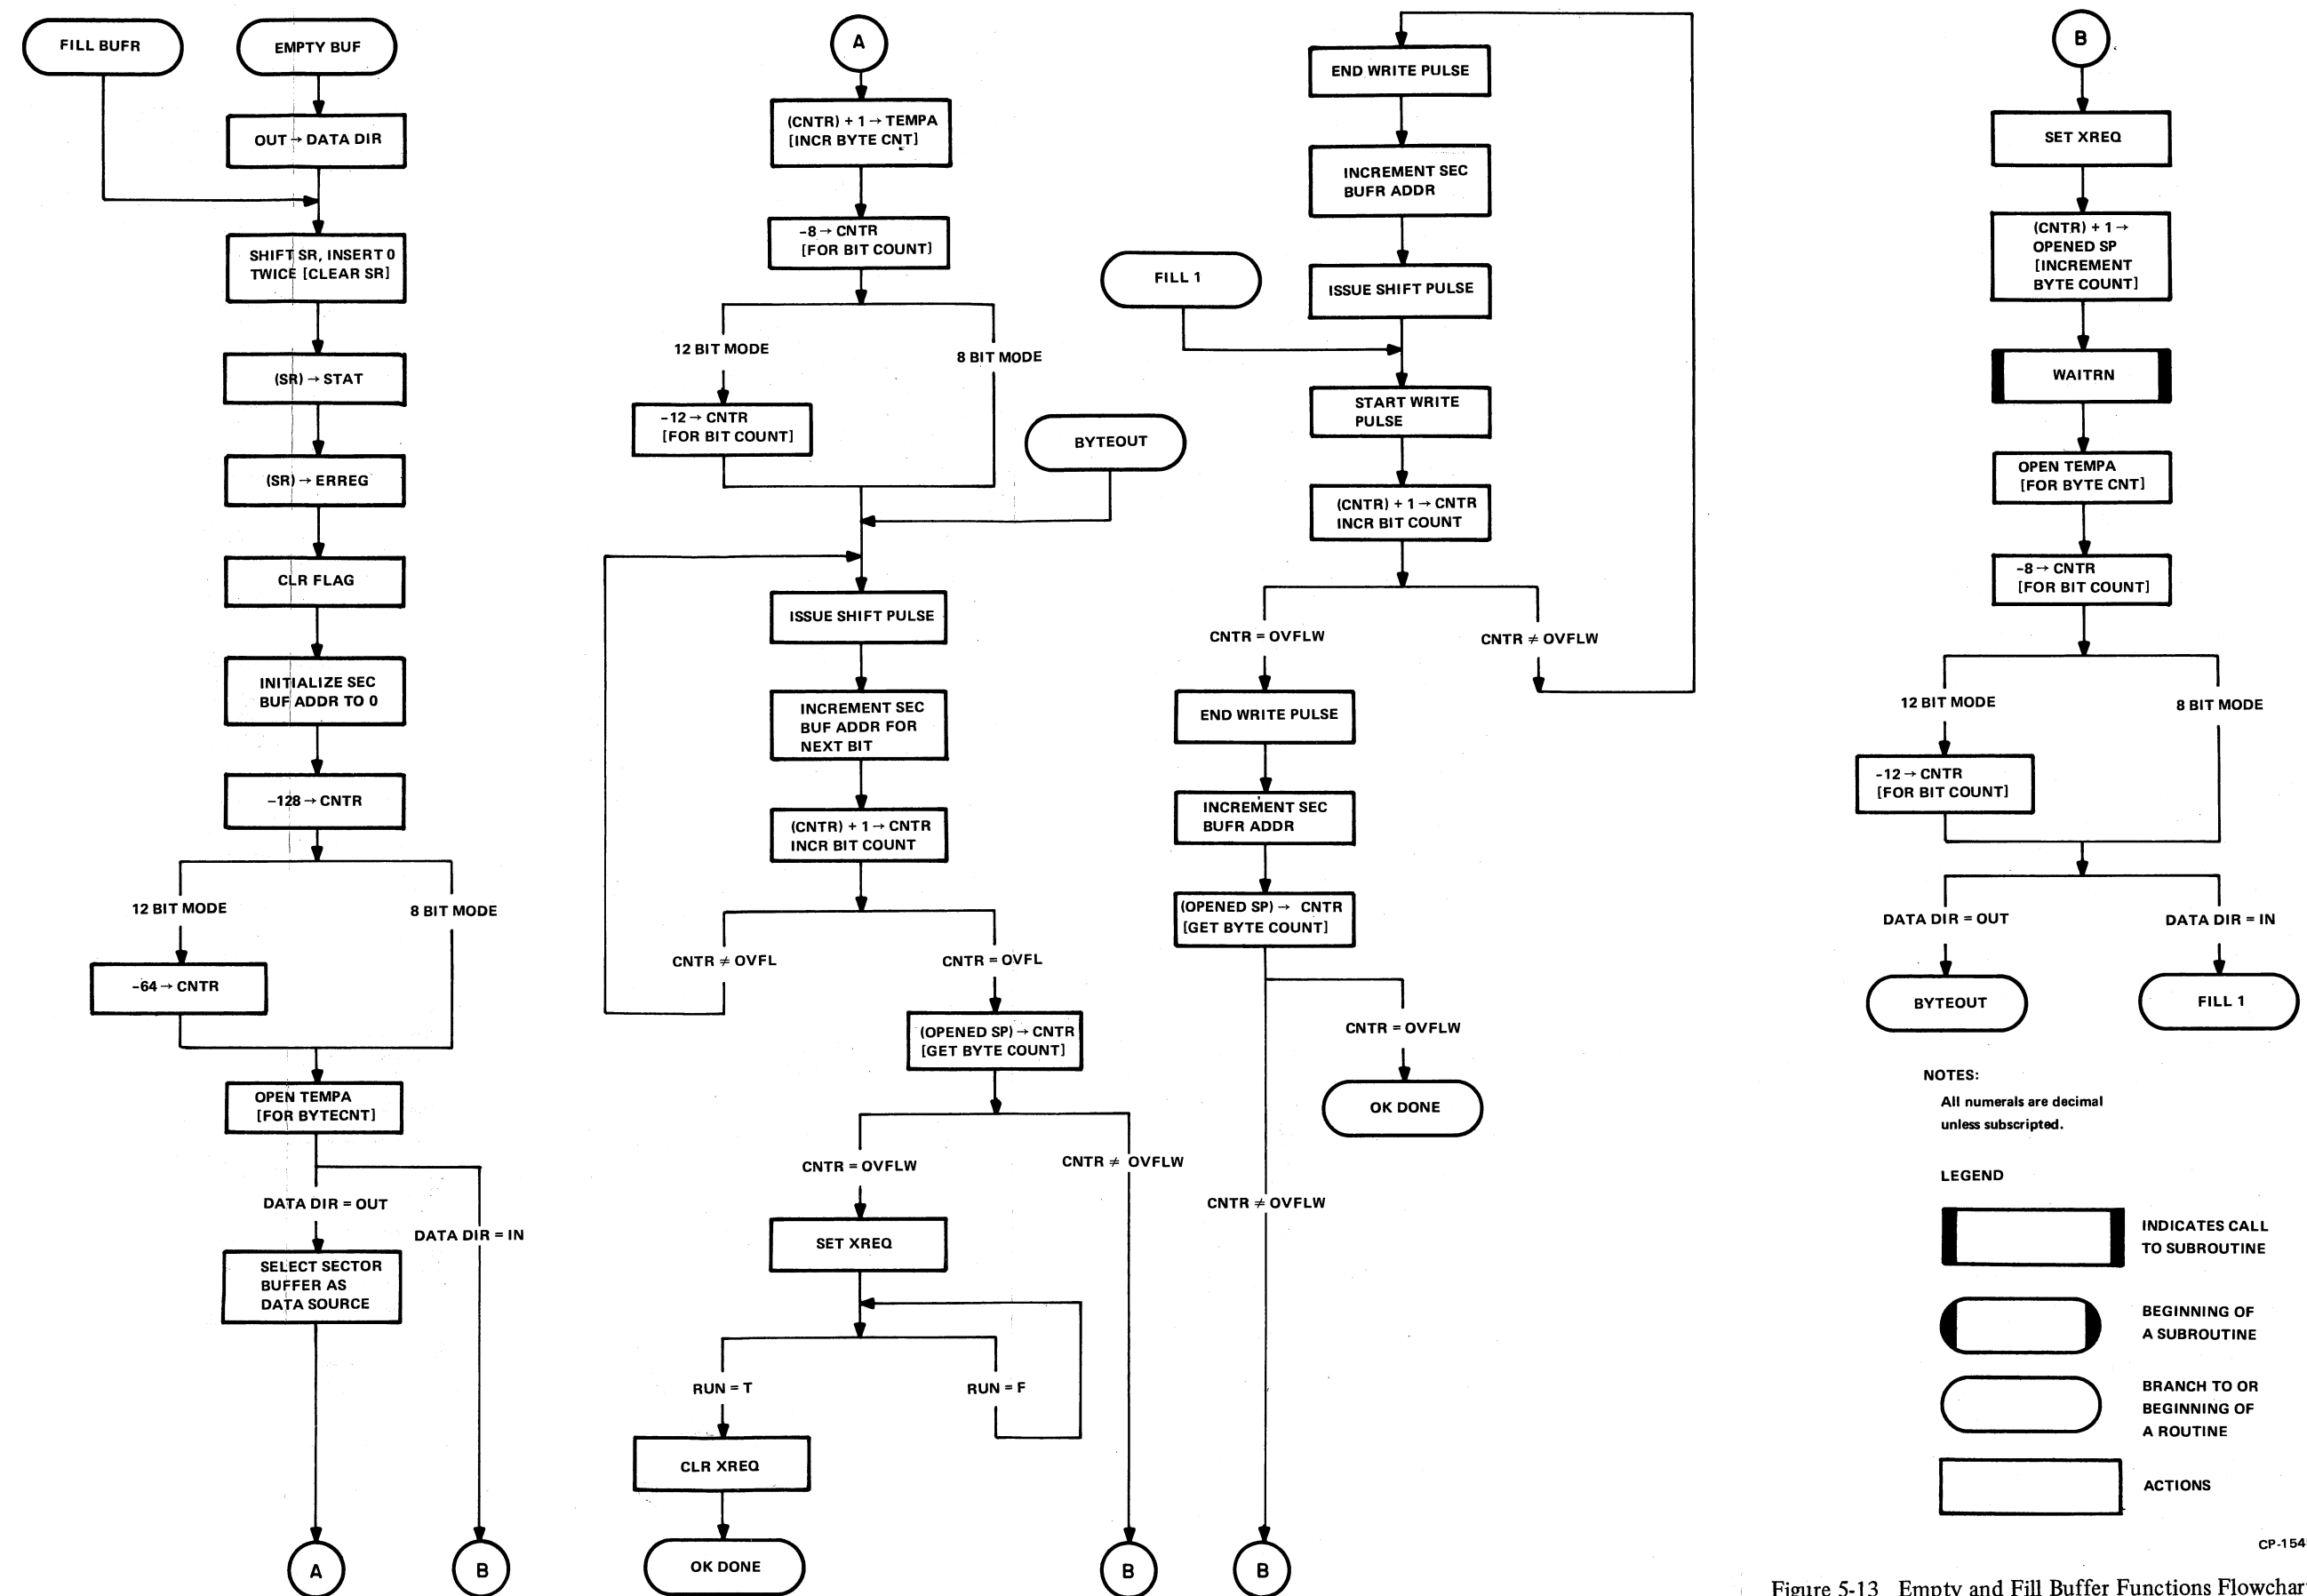 FILL BUFR
EMPTY BUF
OUT → DATA DIR
SHIFT SR, INSERT 0
TWICE [CLEAR SR]
(SR) → STAT
(SR) → ERREG
CLR FLAG
INITIALIZE SEC
BUF ADDR TO 0
–128 → CNTR
12 BIT MODE
8 BIT MODE
–64 → CNTR
OPEN TEMPA
[FOR BYTECNT]
DATA DIR = OUT
DATA DIR = IN
SELECT SECTOR
BUFFER AS
DATA SOURCE
A
B
A
(CNTR) + 1 → TEMPA
[INCR BYTE CNT]
–8 → CNTR
[FOR BIT COUNT]
12 BIT MODE
8 BIT MODE
–12 → CNTR
[FOR BIT COUNT]
BYTEOUT
ISSUE SHIFT PULSE
INCREMENT SEC
BUF ADDR FOR
NEXT BIT
(CNTR) + 1 → CNTR
INCR BIT COUNT
CNTR ≠ OVFL
CNTR = OVFL
(OPENED SP) → CNTR
[GET BYTE COUNT]
CNTR = OVFLW
CNTR ≠ OVFLW
SET XREQ
RUN = T
RUN = F
CLR XREQ
OK DONE
B
END WRITE PULSE
INCREMENT SEC
BUFR ADDR
FILL 1
ISSUE SHIFT PULSE
START WRITE
PULSE
(CNTR) + 1 → CNTR
INCR BIT COUNT
CNTR = OVFLW
CNTR ≠ OVFLW
END WRITE PULSE
INCREMENT SEC
BUFR ADDR
(OPENED SP) → CNTR
[GET BYTE COUNT]
CNTR = OVFLW
OK DONE
CNTR ≠ OVFLW
B
B
SET XREQ
(CNTR) + 1 →
OPENED SP
[INCREMENT
BYTE COUNT]
WAITRN
OPEN TEMPA
[FOR BYTE CNT]
–8 → CNTR
[FOR BIT COUNT]
12 BIT MODE
8 BIT MODE
–12 → CNTR
[FOR BIT COUNT]
DATA DIR = OUT
DATA DIR = IN
BYTEOUT
FILL 1
NOTES:
All numerals are decimal
unless subscripted.
LEGEND
INDICATES CALL
TO SUBROUTINE
BEGINNING OF
A SUBROUTINE
BRANCH TO OR
BEGINNING OF
A ROUTINE
ACTIONS
CP-154
Figure 5-13 Empty and Fill Buffer Functions Flowchar